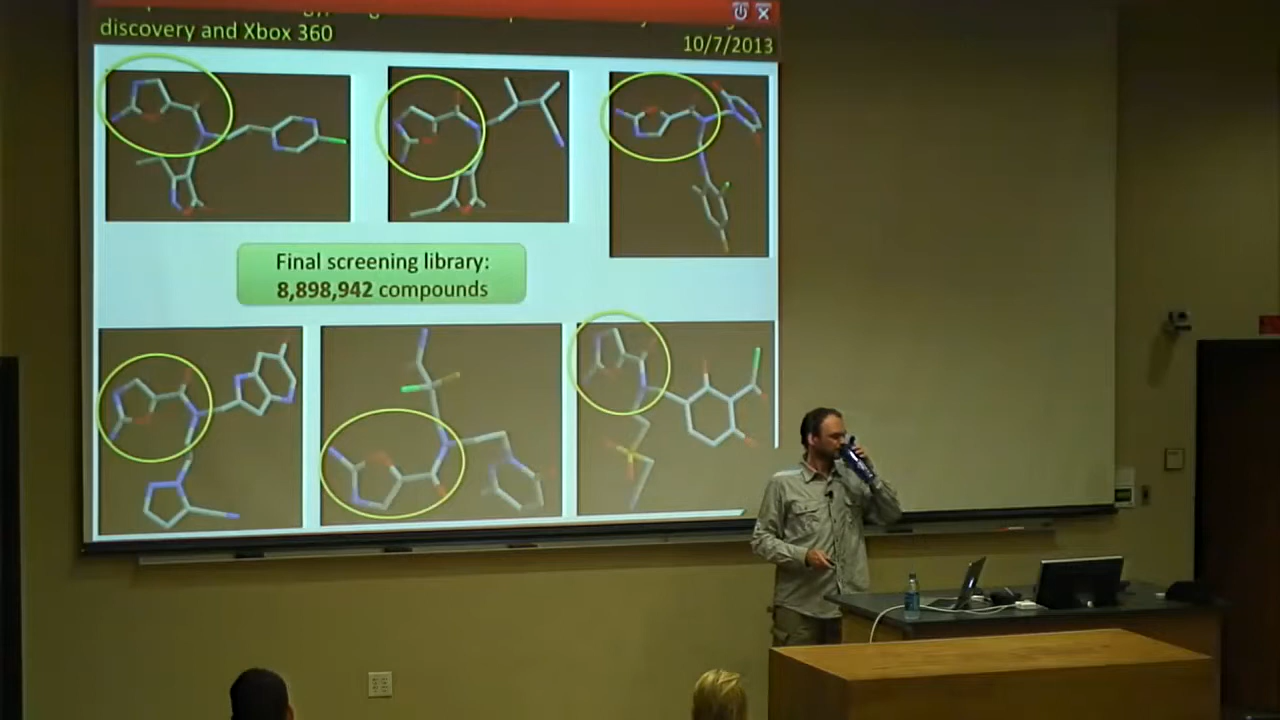 discovery and Xbox 360
10/7/2013
Final screening library:
8,898,942 compounds